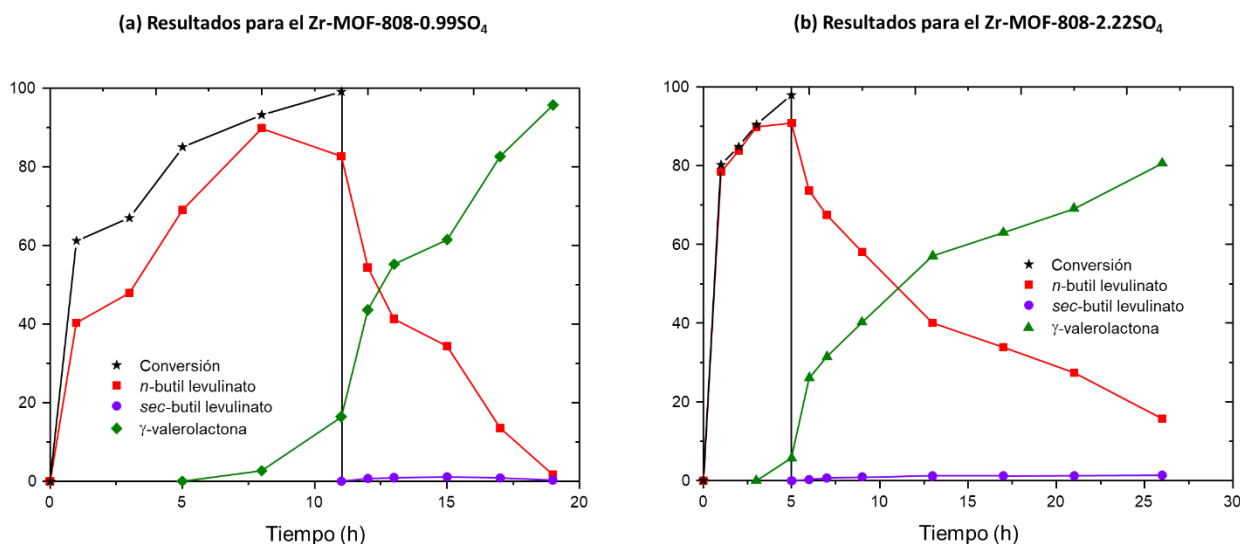 (a) Resultados para el Zr-MOF-808-0.99SO₄
100
80
60
40
20
0
Conversión
n-butil levulinato
sec-butil levulinato
γ-valerolactona
0
5
10
15
20
Tiempo (h)
(b) Resultados para el Zr-MOF-808-2.22SO₄
100
80
60
40
20
0
Conversión
n-butil levulinato
sec-butil levulinato
γ-valerolactona
0
5
10
15
20
25
30
Tiempo (h)